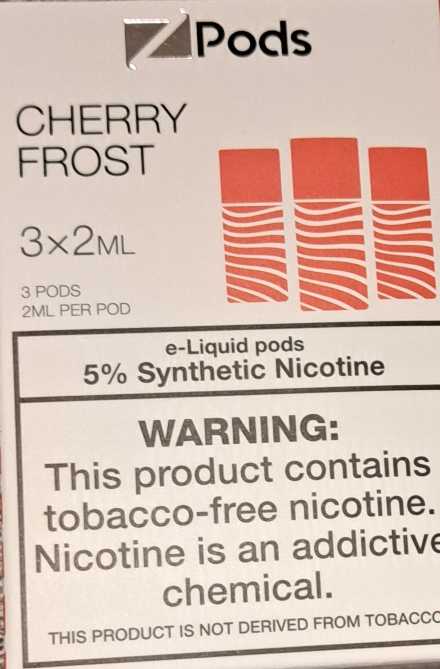 Z Pods
CHERRY
FROST
3×2ML
3 PODS
2ML PER POD
e-Liquid pods
5% Synthetic Nicotine
WARNING:
This product contains
tobacco-free nicotine.
Nicotine is an addictive
chemical.
THIS PRODUCT IS NOT DERIVED FROM TOBACCO